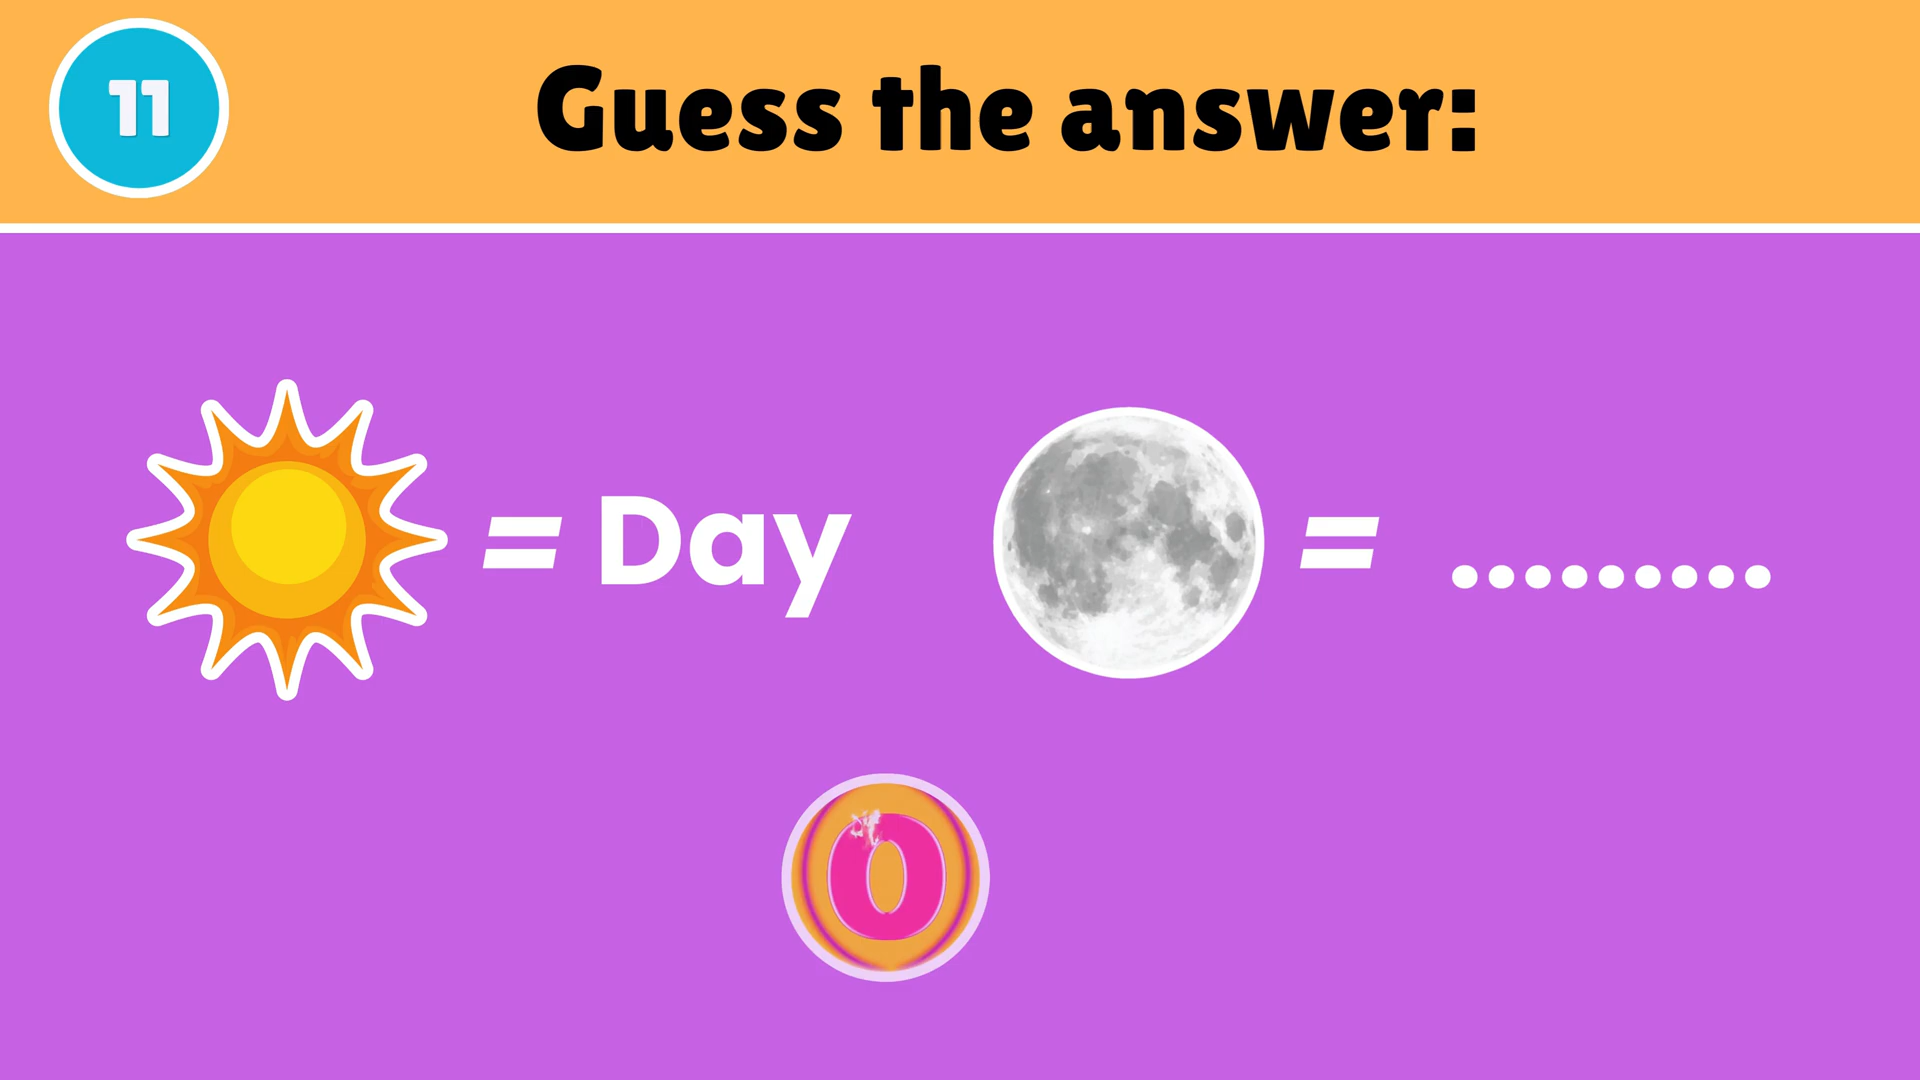 11
Guess the answer:
= Day
= .........
0